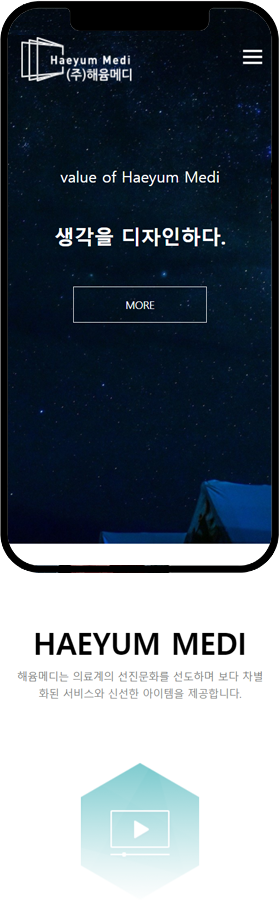 Haeyum Medi
(주)해윰메디
value of Haeyum Medi
생각을 디자인하다.
MORE
HAEYUM MEDI
해윰메디는 의료계의 선진문화를 선도하며 보다 차별
화된 서비스와 신선한 아이템을 제공합니다.